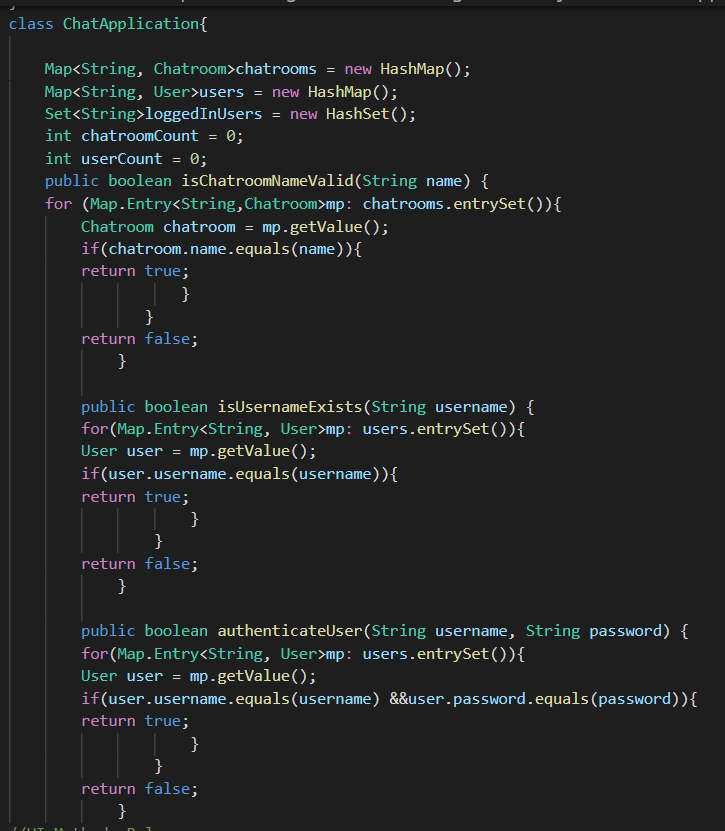 class ChatApplication{
Map<String, Chatroom>chatrooms = new HashMap();
Map<String, User>users = new HashMap();
Set<String>loggedInUsers = new HashSet();
int chatroomCount = 0;
int userCount = 0;
public boolean isChatroomNameValid(String name) {
for (Map.Entry<String,Chatroom>mp: chatrooms.entrySet()){
Chatroom chatroom = mp.getValue();
if(chatroom.name.equals(name)){
return true;
}
}
return false;
}
public boolean isUsernameExists(String username) {
for(Map.Entry<String, User>mp: users.entrySet()){
User user = mp.getValue();
if(user.username.equals(username)){
return true;
}
}
return false;
}
public boolean authenticateUser(String username, String password) {
for(Map.Entry<String, User>mp: users.entrySet()){
User user = mp.getValue();
if(user.username.equals(username) &&user.password.equals(password)){
return true;
}
}
return false;
}